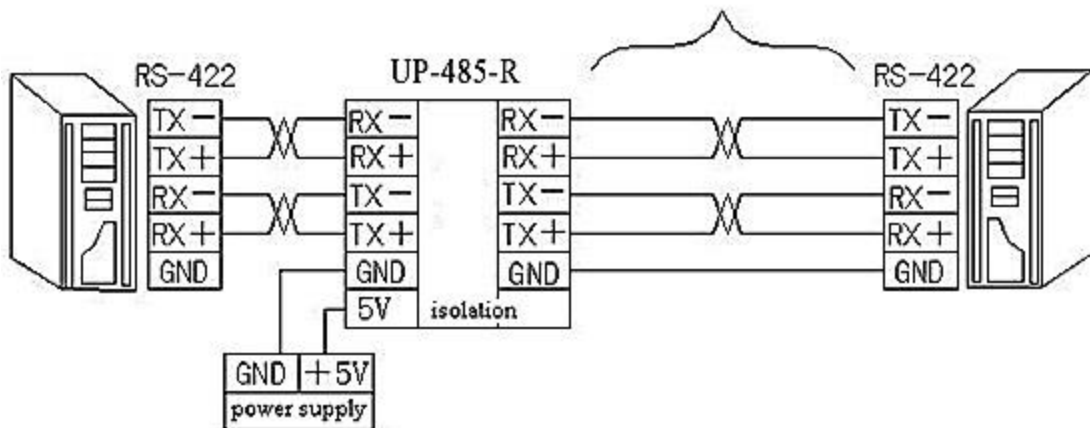 RS-422
UP-485-R
RS-422
TX-
TX+
RX-
RX+
GND
RX-
RX+
TX-
TX+
GND
5V
isolation
RX-
RX+
TX-
TX+
GND
TX-
TX+
RX-
RX+
GND
GND +5V
power supply